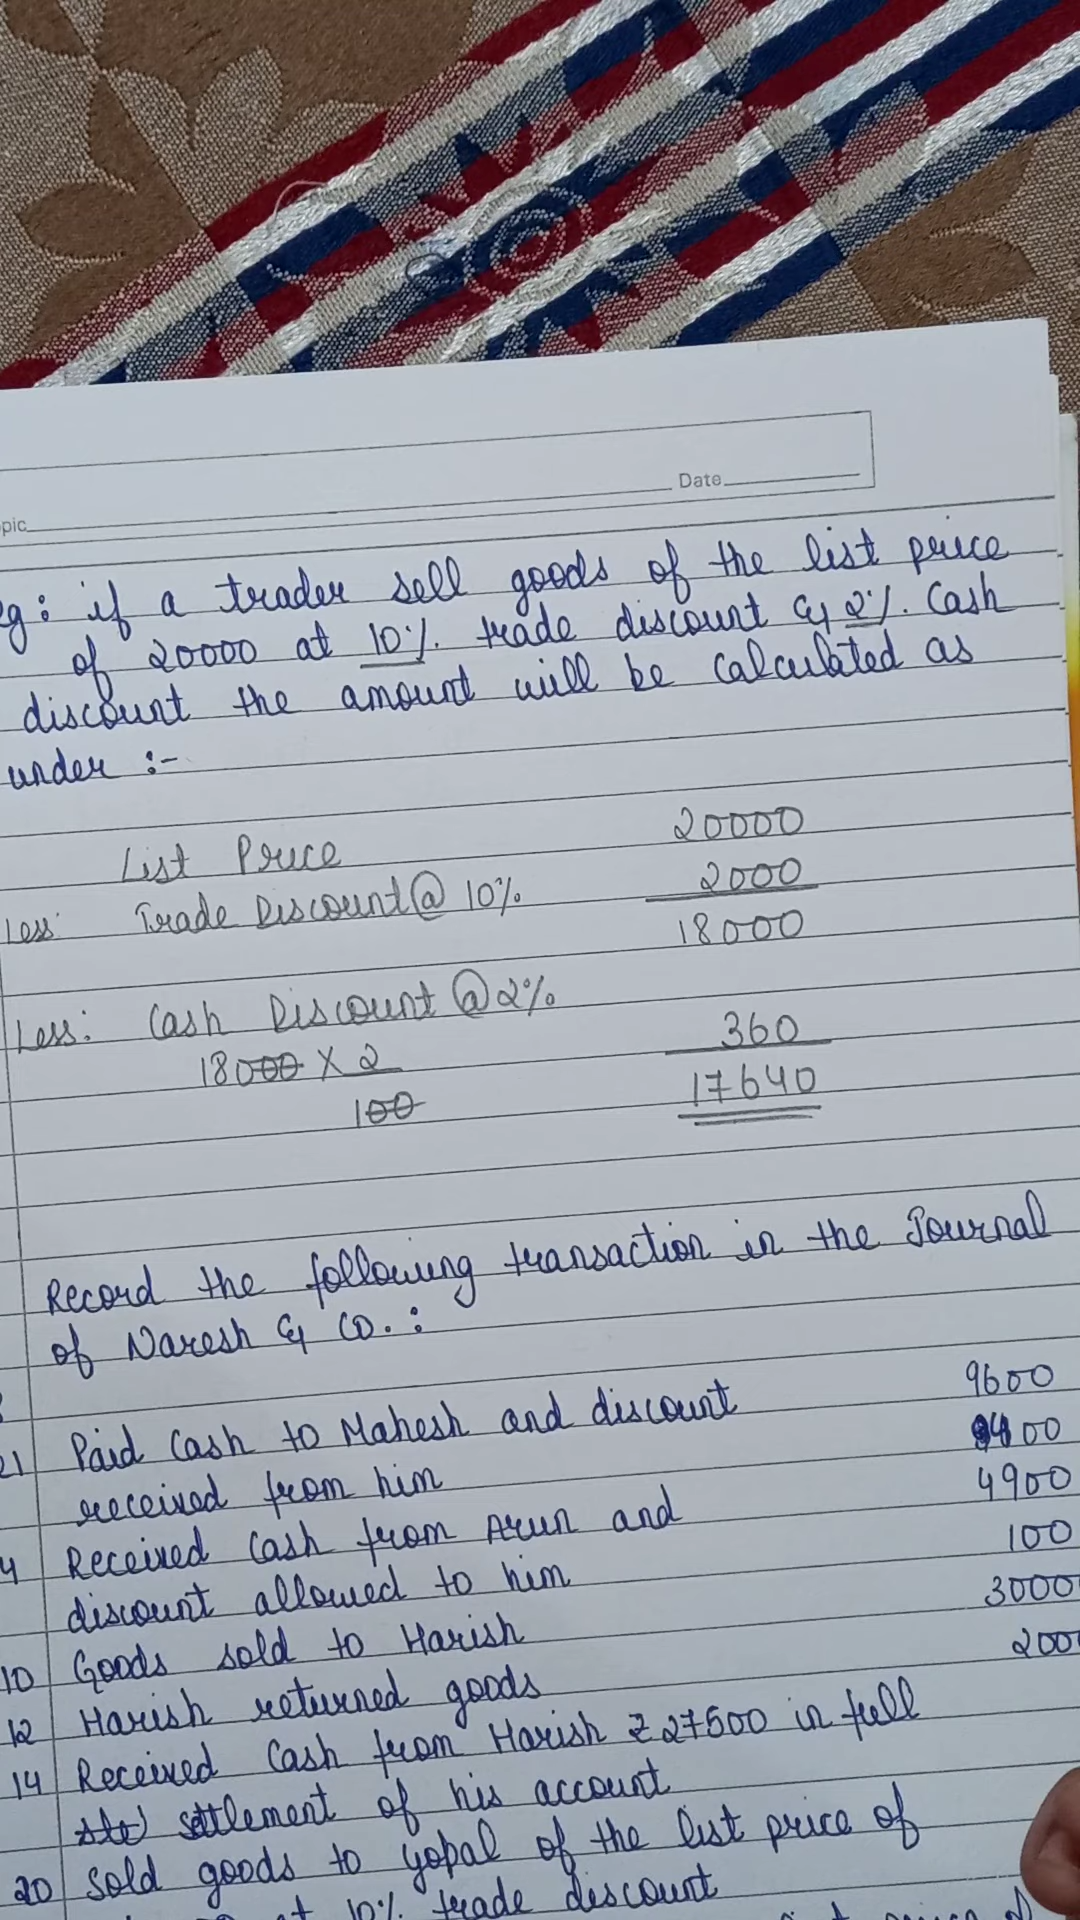 Date
eg: if a trader sell goods of the list price
of 20000 at 10% trade discount & 2% Cash
discount the amount will be calculated as
under :-
List Price 20000
Less: Trade Discount @ 10% 2000
18000
Less: Cash Discount @ 2% 360
18000 X 2
100
17640
Record the following transaction in the Journal
of Naresh & CO. :
21 Paid Cash to Mahesh and discount 9600
received from him 400
4 Received Cash from Arun and 4900
discount allowed to him 100
10 Goods sold to Harish 3000
12 Harish returned goods 200
14 Received Cash from Harish ₹ 27500 in full
settlement of his account
20 Sold goods to Gopal of the list price of
at 10% trade discount